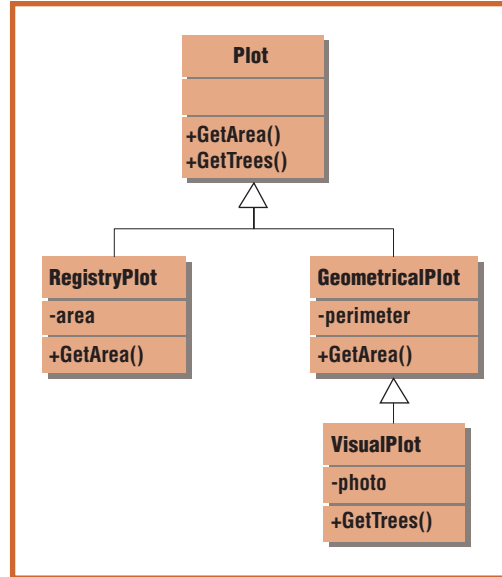 Plot
+GetArea()
+GetTrees()
RegistryPlot
-area
+GetArea()
GeometricalPlot
-perimeter
+GetArea()
VisualPlot
-photo
+GetTrees()